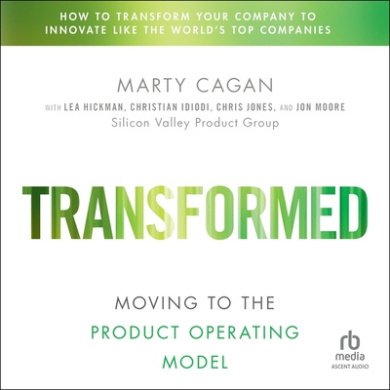 HOW TO TRANSFORM YOUR COMPANY TO
INNOVATE LIKE THE WORLD'S TOP COMPANIES
MARTY CAGAN
WITH LEA HICKMAN, CHRISTIAN IDIODI, CHRIS JONES, AND JON MOORE
Silicon Valley Product Group
TRANSFORMED
MOVING TO THE
PRODUCT OPERATING
MODEL
rb
media
ASCENT AUDIO